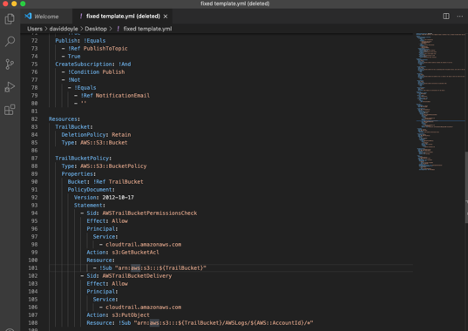 fixed template.yml (deleted)
Welcome
! fixed template.yml (deleted) ×
Users › daviddoyle › Desktop › ! fixed template.yml
72 Publish: !Equals
73 - !Ref PublishToTopic
74 - True
75 CreateSubscription: !And
76 - !Condition Publish
77 - !Not
78 - !Equals
79 - !Ref NotificationEmail
80 - ''
81
82 Resources:
83 TrailBucket:
84 DeletionPolicy: Retain
85 Type: AWS::S3::Bucket
86
87 TrailBucketPolicy:
88 Type: AWS::S3::BucketPolicy
89 Properties:
90 Bucket: !Ref TrailBucket
91 PolicyDocument:
92 Version: 2012-10-17
93 Statement:
94 - Sid: AWSTrailBucketPermissionsCheck
95 Effect: Allow
96 Principal:
97 Service:
98 - cloudtrail.amazonaws.com
99 Action: s3:GetBucketAcl
100 Resource:
101 - !Sub "arn:aws:s3:::${TrailBucket}"
102 - Sid: AWSTrailBucketDelivery
103 Effect: Allow
104 Principal:
105 Service:
106 - cloudtrail.amazonaws.com
107 Action: s3:PutObject
108 Resource: !Sub "arn:aws:s3:::${TrailBucket}/AWSLogs/${AWS::AccountId}/*"